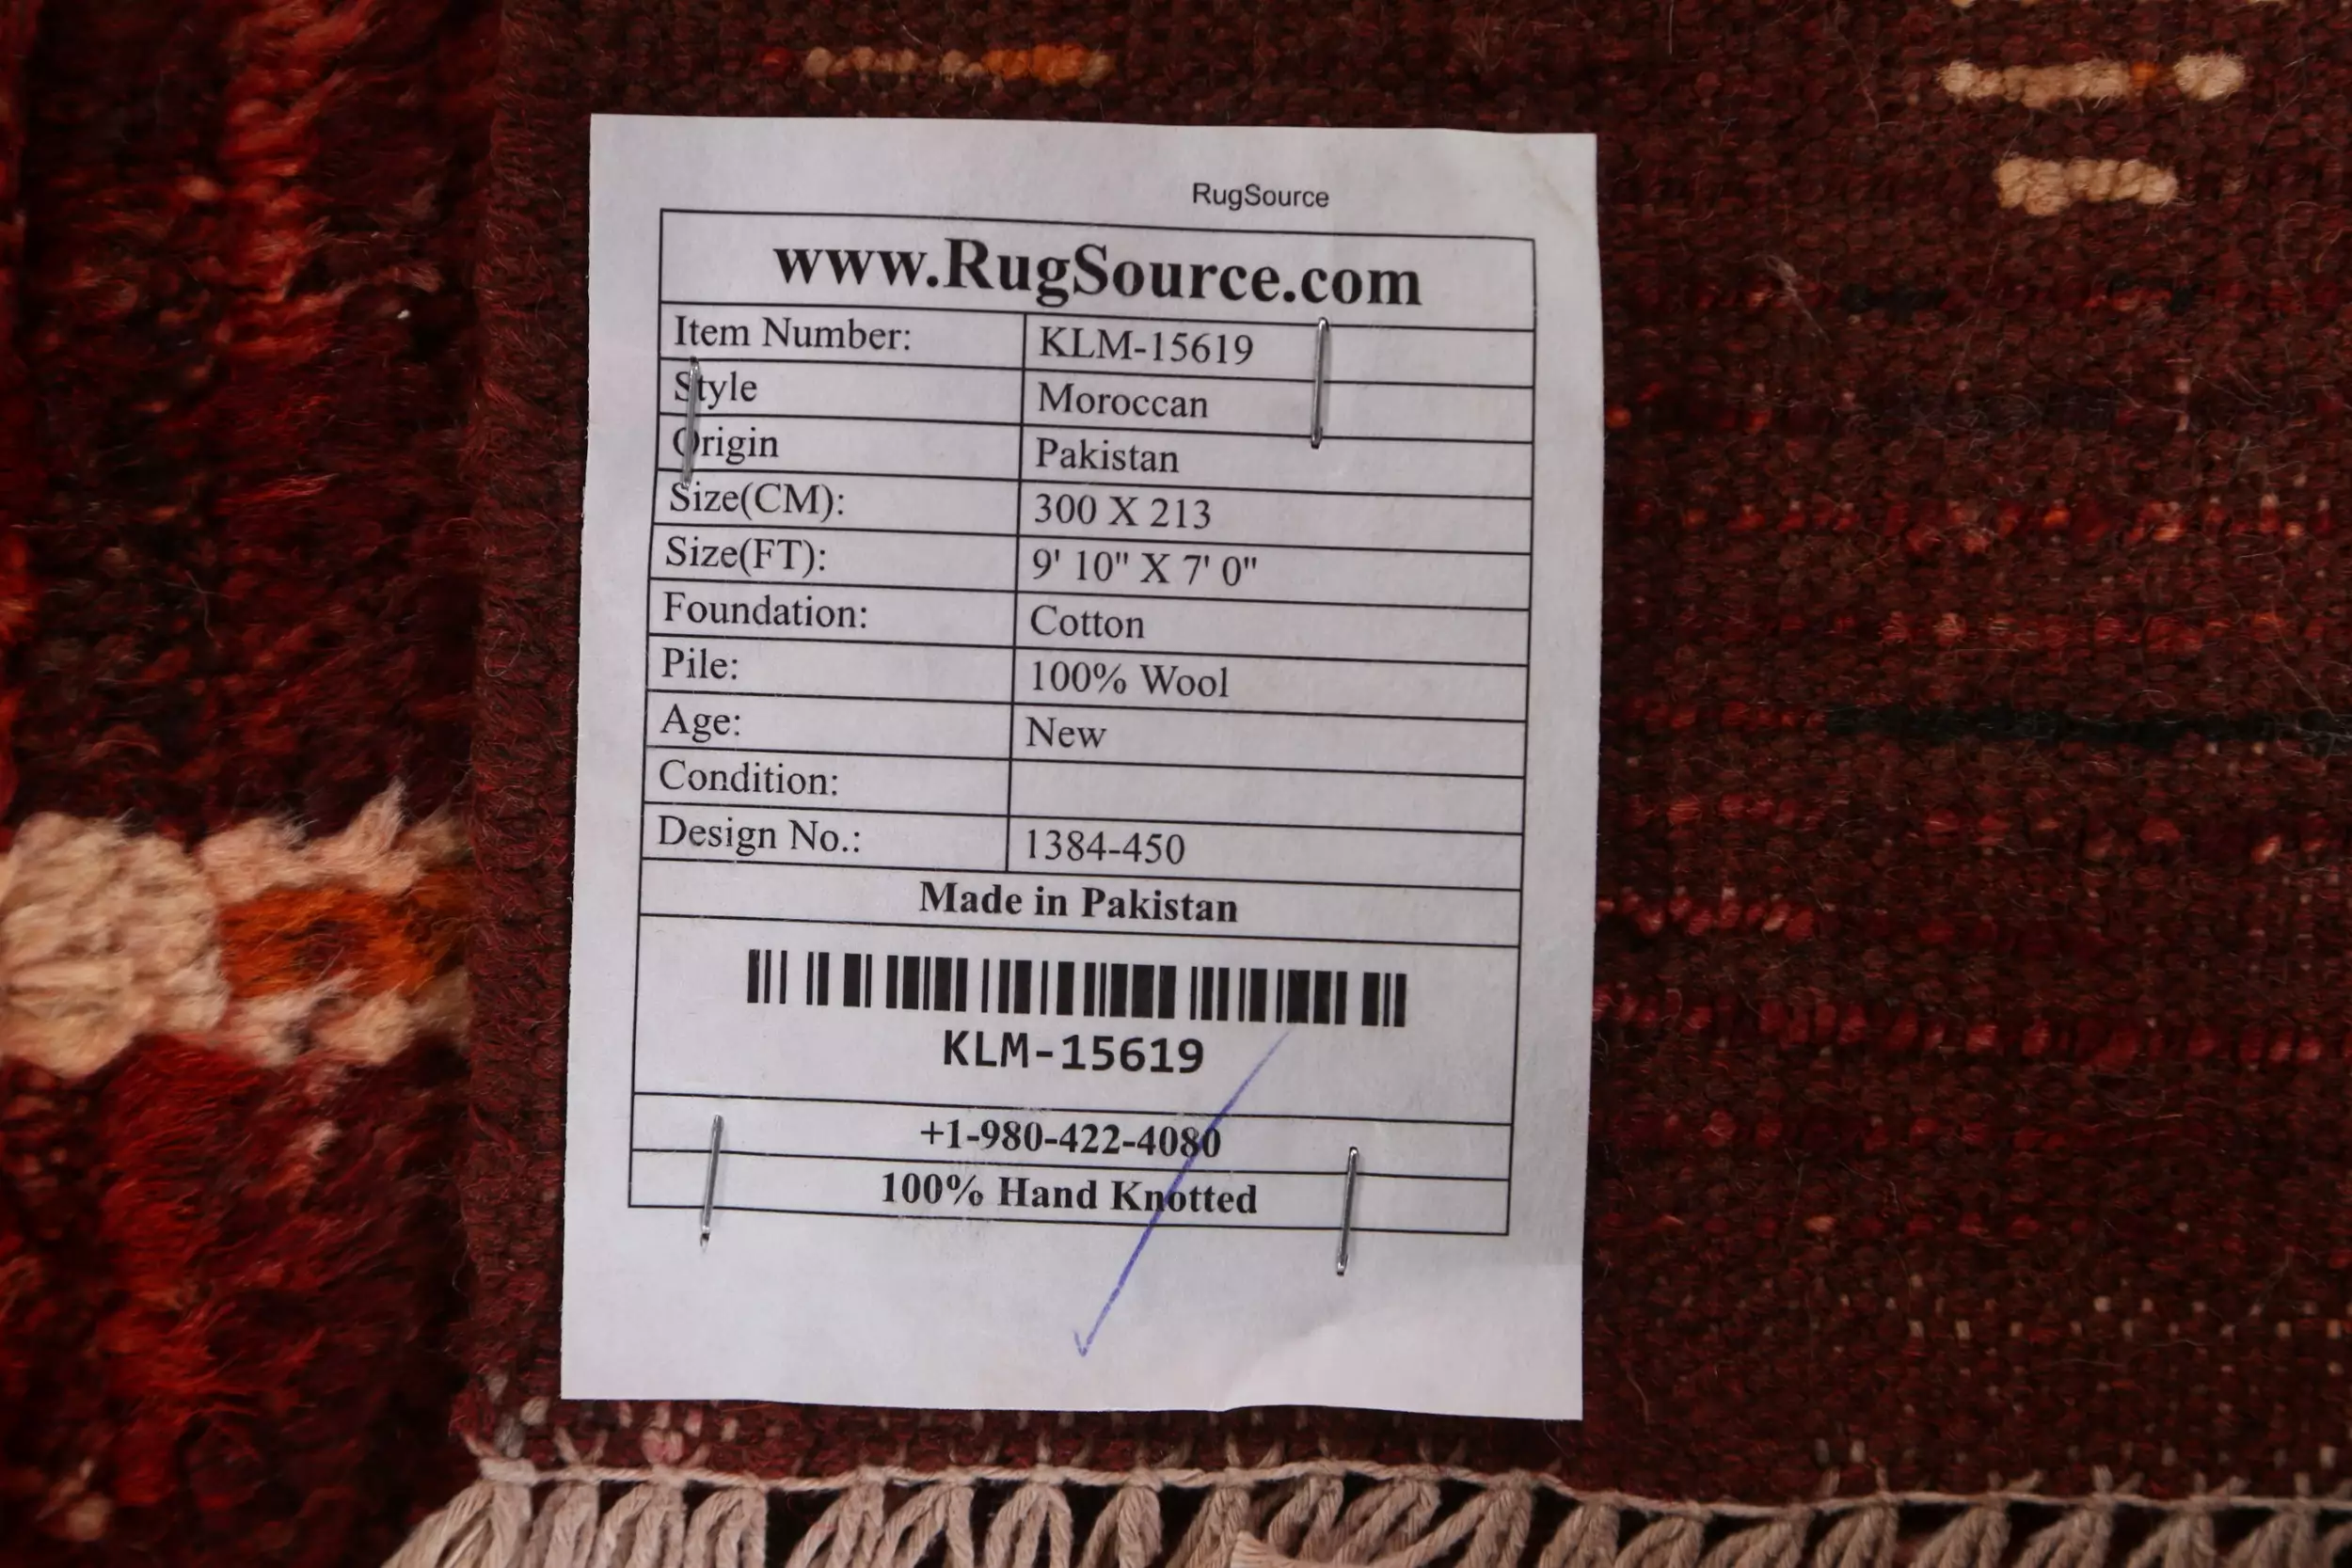 RugSource
www.RugSource.com
Item Number: KLM-15619
Style Moroccan
Origin Pakistan
Size(CM): 300 X 213
Size(FT): 9' 10" X 7' 0"
Foundation: Cotton
Pile: 100% Wool
Age: New
Condition:
Design No.: 1384-450
Made in Pakistan
KLM-15619
+1-980-422-4080
100% Hand Knotted